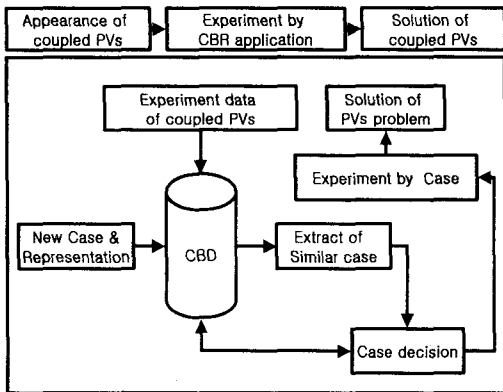 Appearance of
coupled PVs
Experiment by
CBR application
Solution of
coupled PVs
Experiment data
of coupled PVs
Solution of
PVs problem
Experiment by Case
New Case &
Representation
CBD
Extract of
Similar case
Case decision